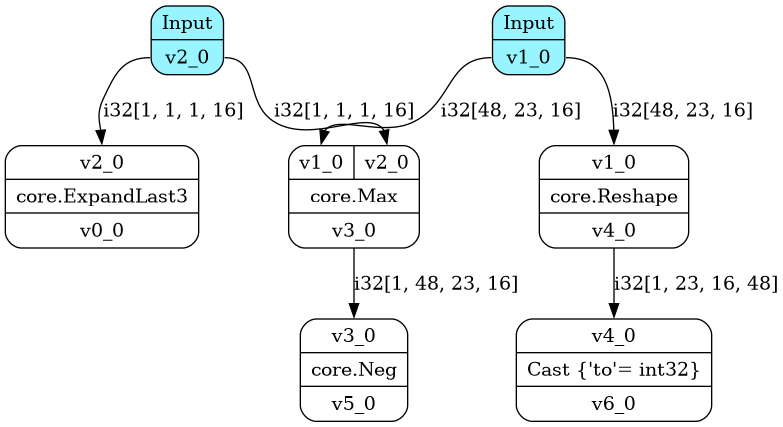 Input
v2_0
Input
v1_0
i32[1, 1, 1, 16]
i32[1, 1, 1, 16]
i32[48, 23, 16]
i32[48, 23, 16]
v2_0
core.ExpandLast3
v0_0
v1_0 v2_0
core.Max
v3_0
v1_0
core.Reshape
v4_0
i32[1, 48, 23, 16]
i32[1, 23, 16, 48]
v3_0
core.Neg
v5_0
v4_0
Cast {'to'= int32}
v6_0